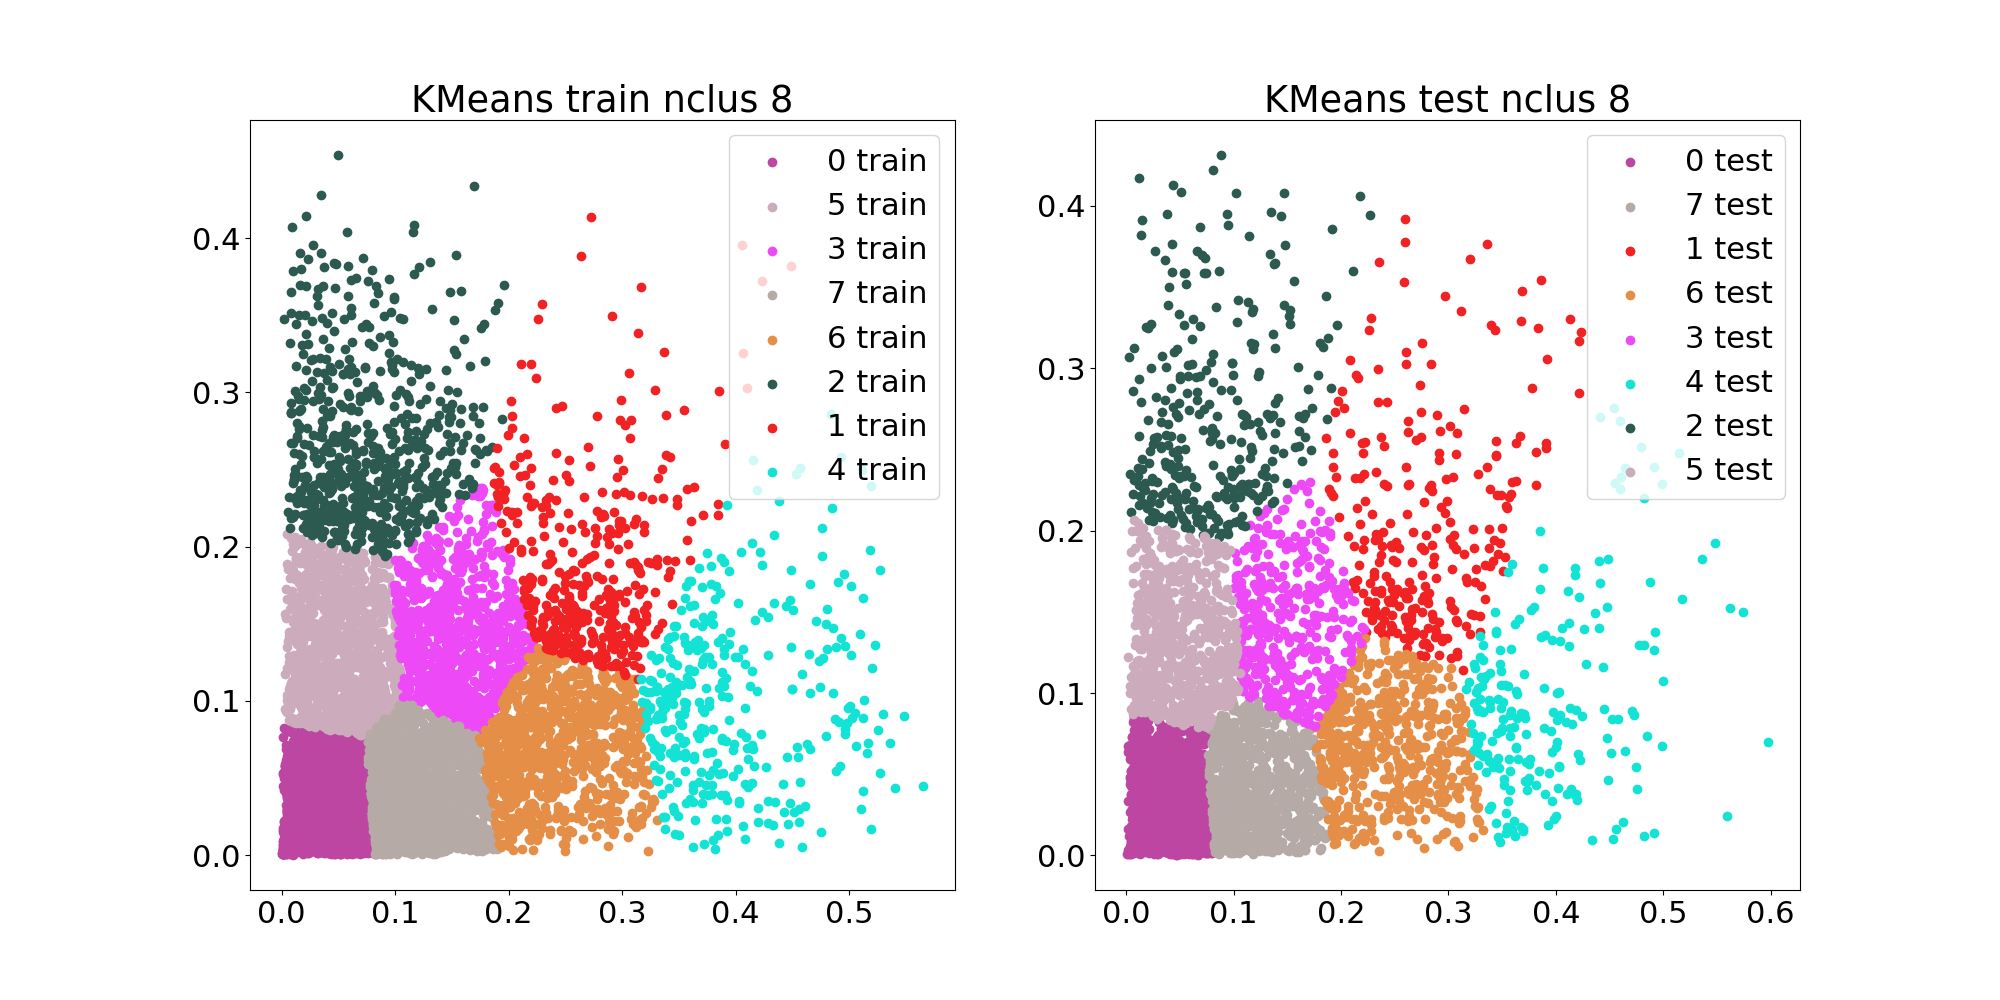 KMeans train nclus 8
0 train
5 train
3 train
7 train
6 train
2 train
1 train
4 train
0.4
0.3
0.2
0.1
0.0
0.0 0.1 0.2 0.3 0.4 0.5
KMeans test nclus 8
0 test
7 test
1 test
6 test
3 test
4 test
2 test
5 test
0.4
0.3
0.2
0.1
0.0
0.0 0.1 0.2 0.3 0.4 0.5 0.6